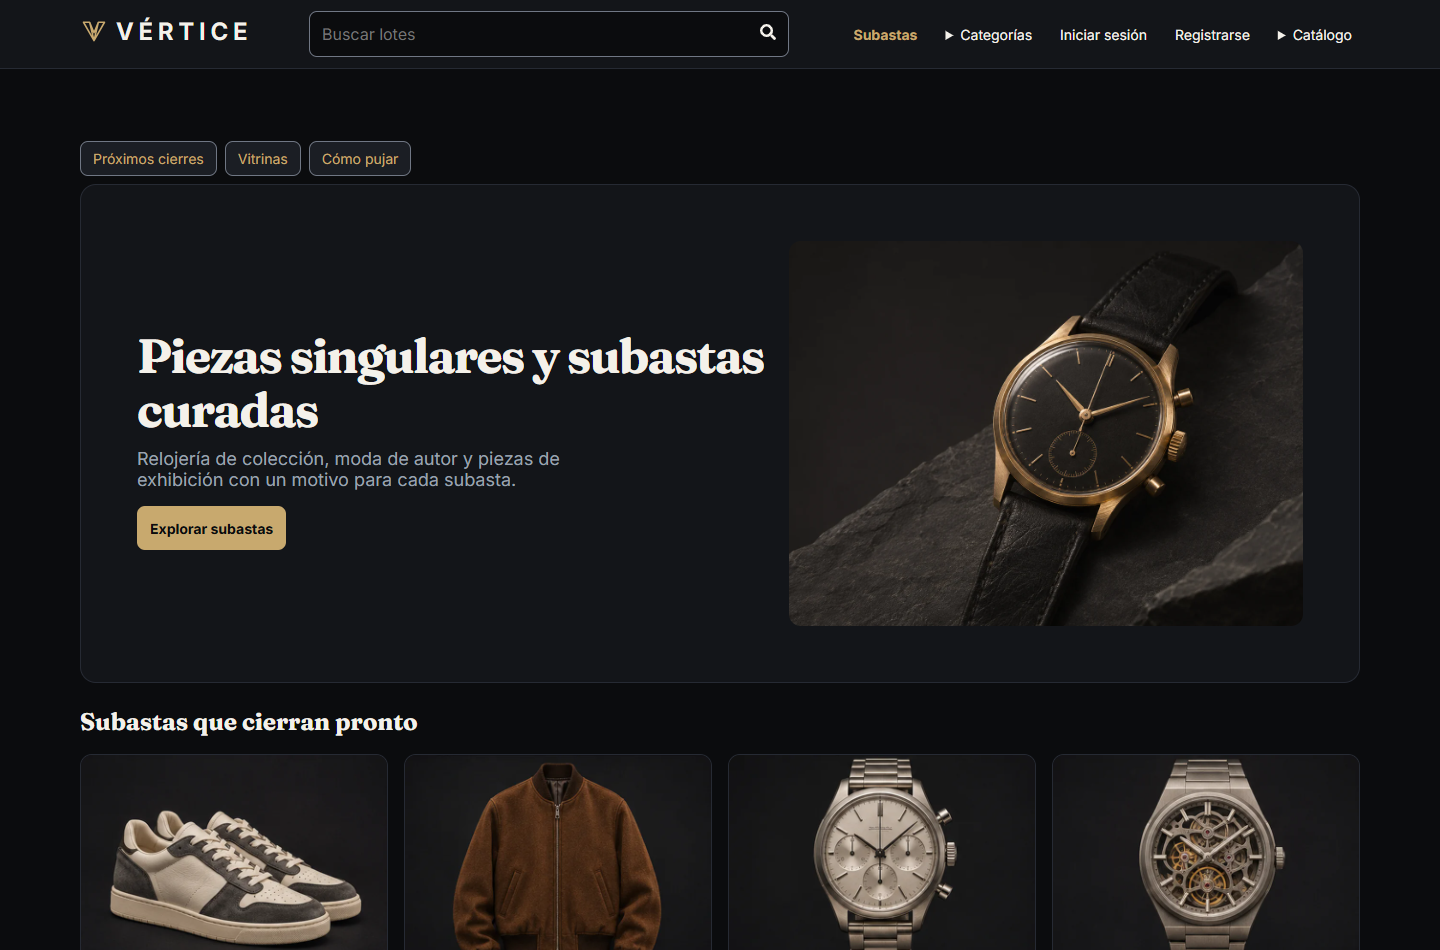 VÉRTICE
Buscar lotes
Subastas
Categorías
Iniciar sesión
Registrarse
Catálogo
Próximos cierres
Vitrinas
Cómo pujar
Piezas singulares y subastas
curadas
Relojería de colección, moda de autor y piezas de
exhibición con un motivo para cada subasta.
Explorar subastas
Subastas que cierran pronto